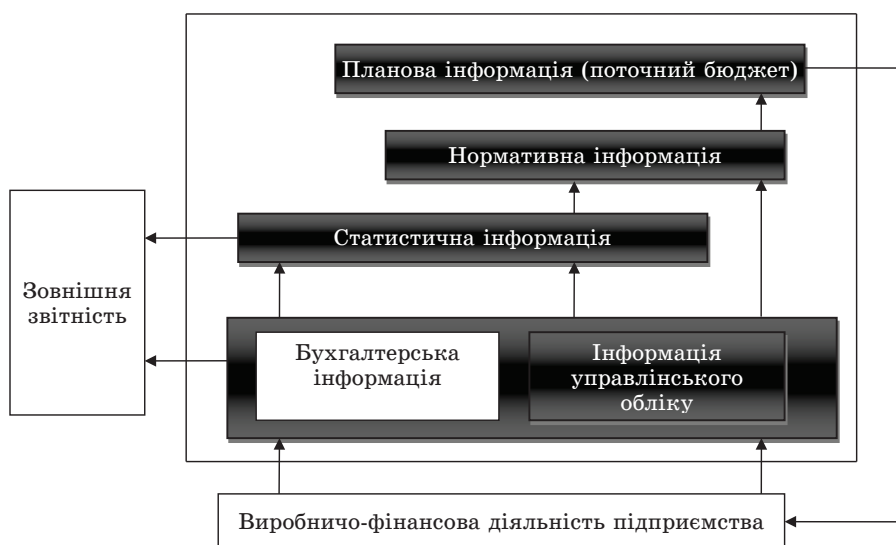 Планова інформація (поточний бюджет)
Нормативна інформація
Статистична інформація
Зовнішня
звітність
Бухгалтерська
інформація
Інформація
управлінського
обліку
Виробничо-фінансова діяльність підприємства